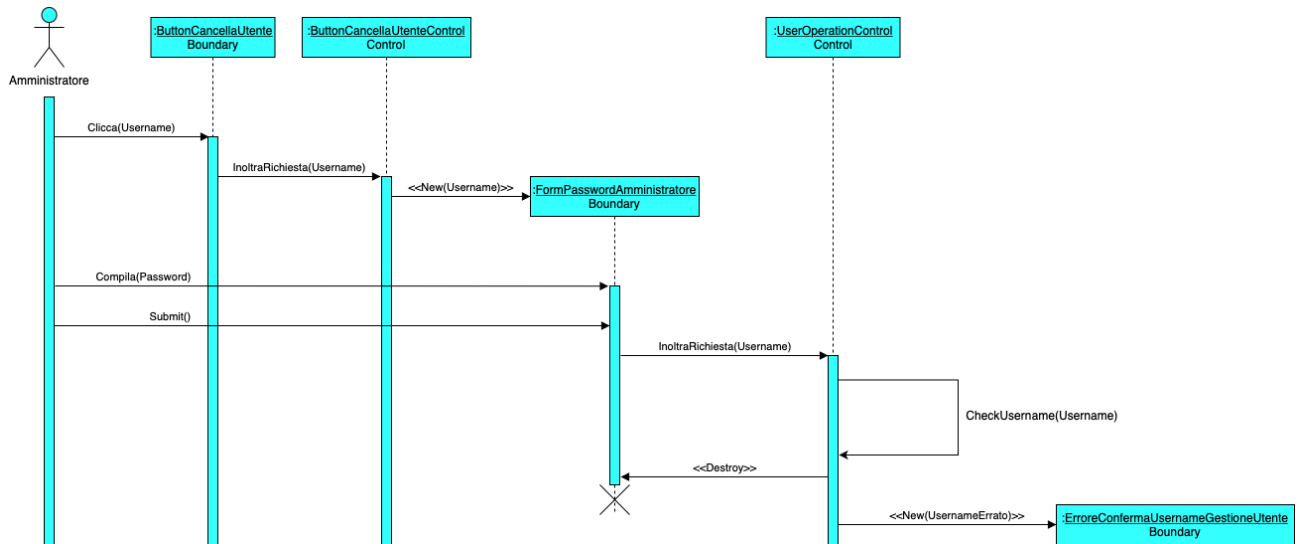 :ButtonCancellaUtente
Boundary
:ButtonCancellaUtenteControl
Control
:UserOperationControl
Control
Amministratore
Clicca(Username)
InoltraRichiesta(Username)
<<New(Username)>>
:FormPasswordAmministratore
Boundary
Compila(Password)
Submit()
InoltraRichiesta(Username)
CheckUsername(Username)
<<Destroy>>
<<New(UsernameErrato)>>
:ErroreConfermaUsernameGestioneUtente
Boundary